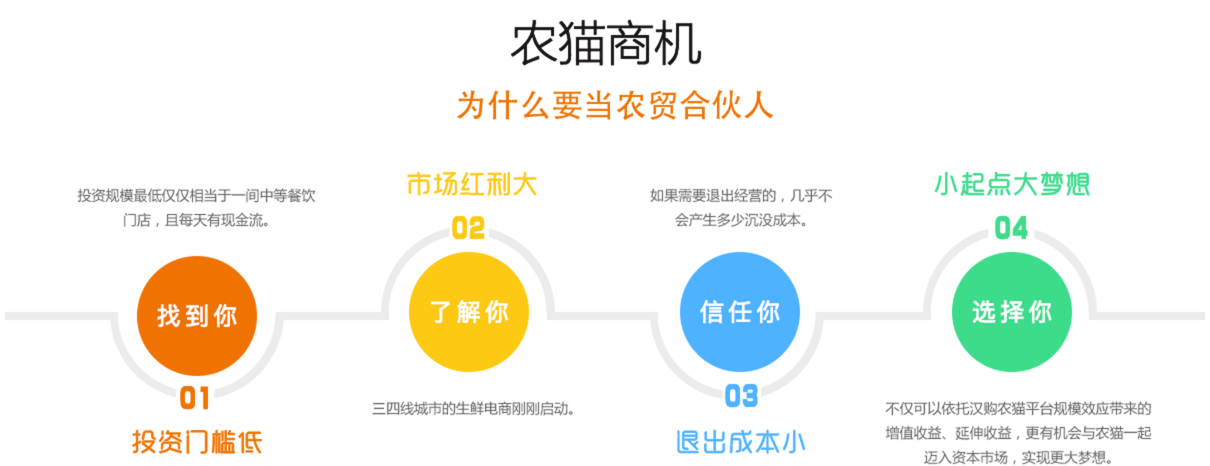 农猫商机
为什么要当农贸合伙人
投资规模最低仅仅相当于一间中等餐饮
门店，且每天有现金流。
找到你
01
投资门槛低
市场红利大
02
了解你
三四线城市的生鲜电商刚刚启动。
如果需要退出经营的，几乎不
会产生多少沉没成本。
信任你
03
退出成本小
小起点大梦想
04
选择你
不仅可以依托汉购农猫平台规模效应带来的
增值收益、延伸收益，更有机会与农猫一起
迈入资本市场，实现更大梦想。